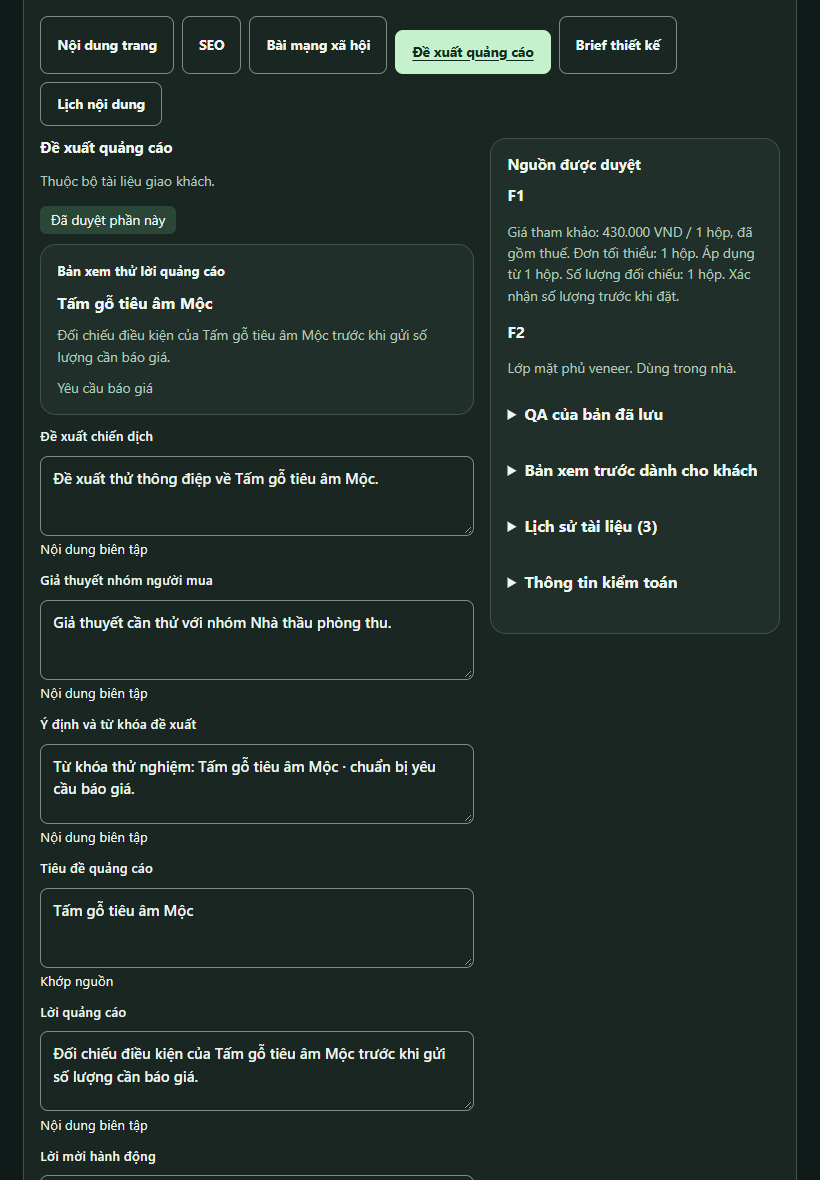 Nội dung trang
SEO
Bài mạng xã hội
Đề xuất quảng cáo
Brief thiết kế
Lịch nội dung
Đề xuất quảng cáo
Thuộc bộ tài liệu giao khách.
Đã duyệt phần này
Bản xem thử lời quảng cáo
Tấm gỗ tiêu âm Mộc
Đối chiếu điều kiện của Tấm gỗ tiêu âm Mộc trước khi gửi số
lượng cần báo giá.
Yêu cầu báo giá
Đề xuất chiến dịch
Đề xuất thử thông điệp về Tấm gỗ tiêu âm Mộc.
Nội dung biên tập
Giả thuyết nhóm người mua
Giả thuyết cần thử với nhóm Nhà thầu phòng thu.
Nội dung biên tập
Ý định và từ khóa đề xuất
Từ khóa thử nghiệm: Tấm gỗ tiêu âm Mộc · chuẩn bị yêu
cầu báo giá.
Nội dung biên tập
Tiêu đề quảng cáo
Tấm gỗ tiêu âm Mộc
Khớp nguồn
Lời quảng cáo
Đối chiếu điều kiện của Tấm gỗ tiêu âm Mộc trước khi gửi
số lượng cần báo giá.
Nội dung biên tập
Lời mời hành động
Nguồn được duyệt
F1
Giá tham khảo: 430.000 VND / 1 hộp, đã
gồm thuế. Đơn tối thiểu: 1 hộp. Áp dụng
từ 1 hộp. Số lượng đối chiếu: 1 hộp. Xác
nhận số lượng trước khi đặt.
F2
Lớp mặt phủ veneer. Dùng trong nhà.
QA của bản đã lưu
Bản xem trước dành cho khách
Lịch sử tài liệu (3)
Thông tin kiểm toán